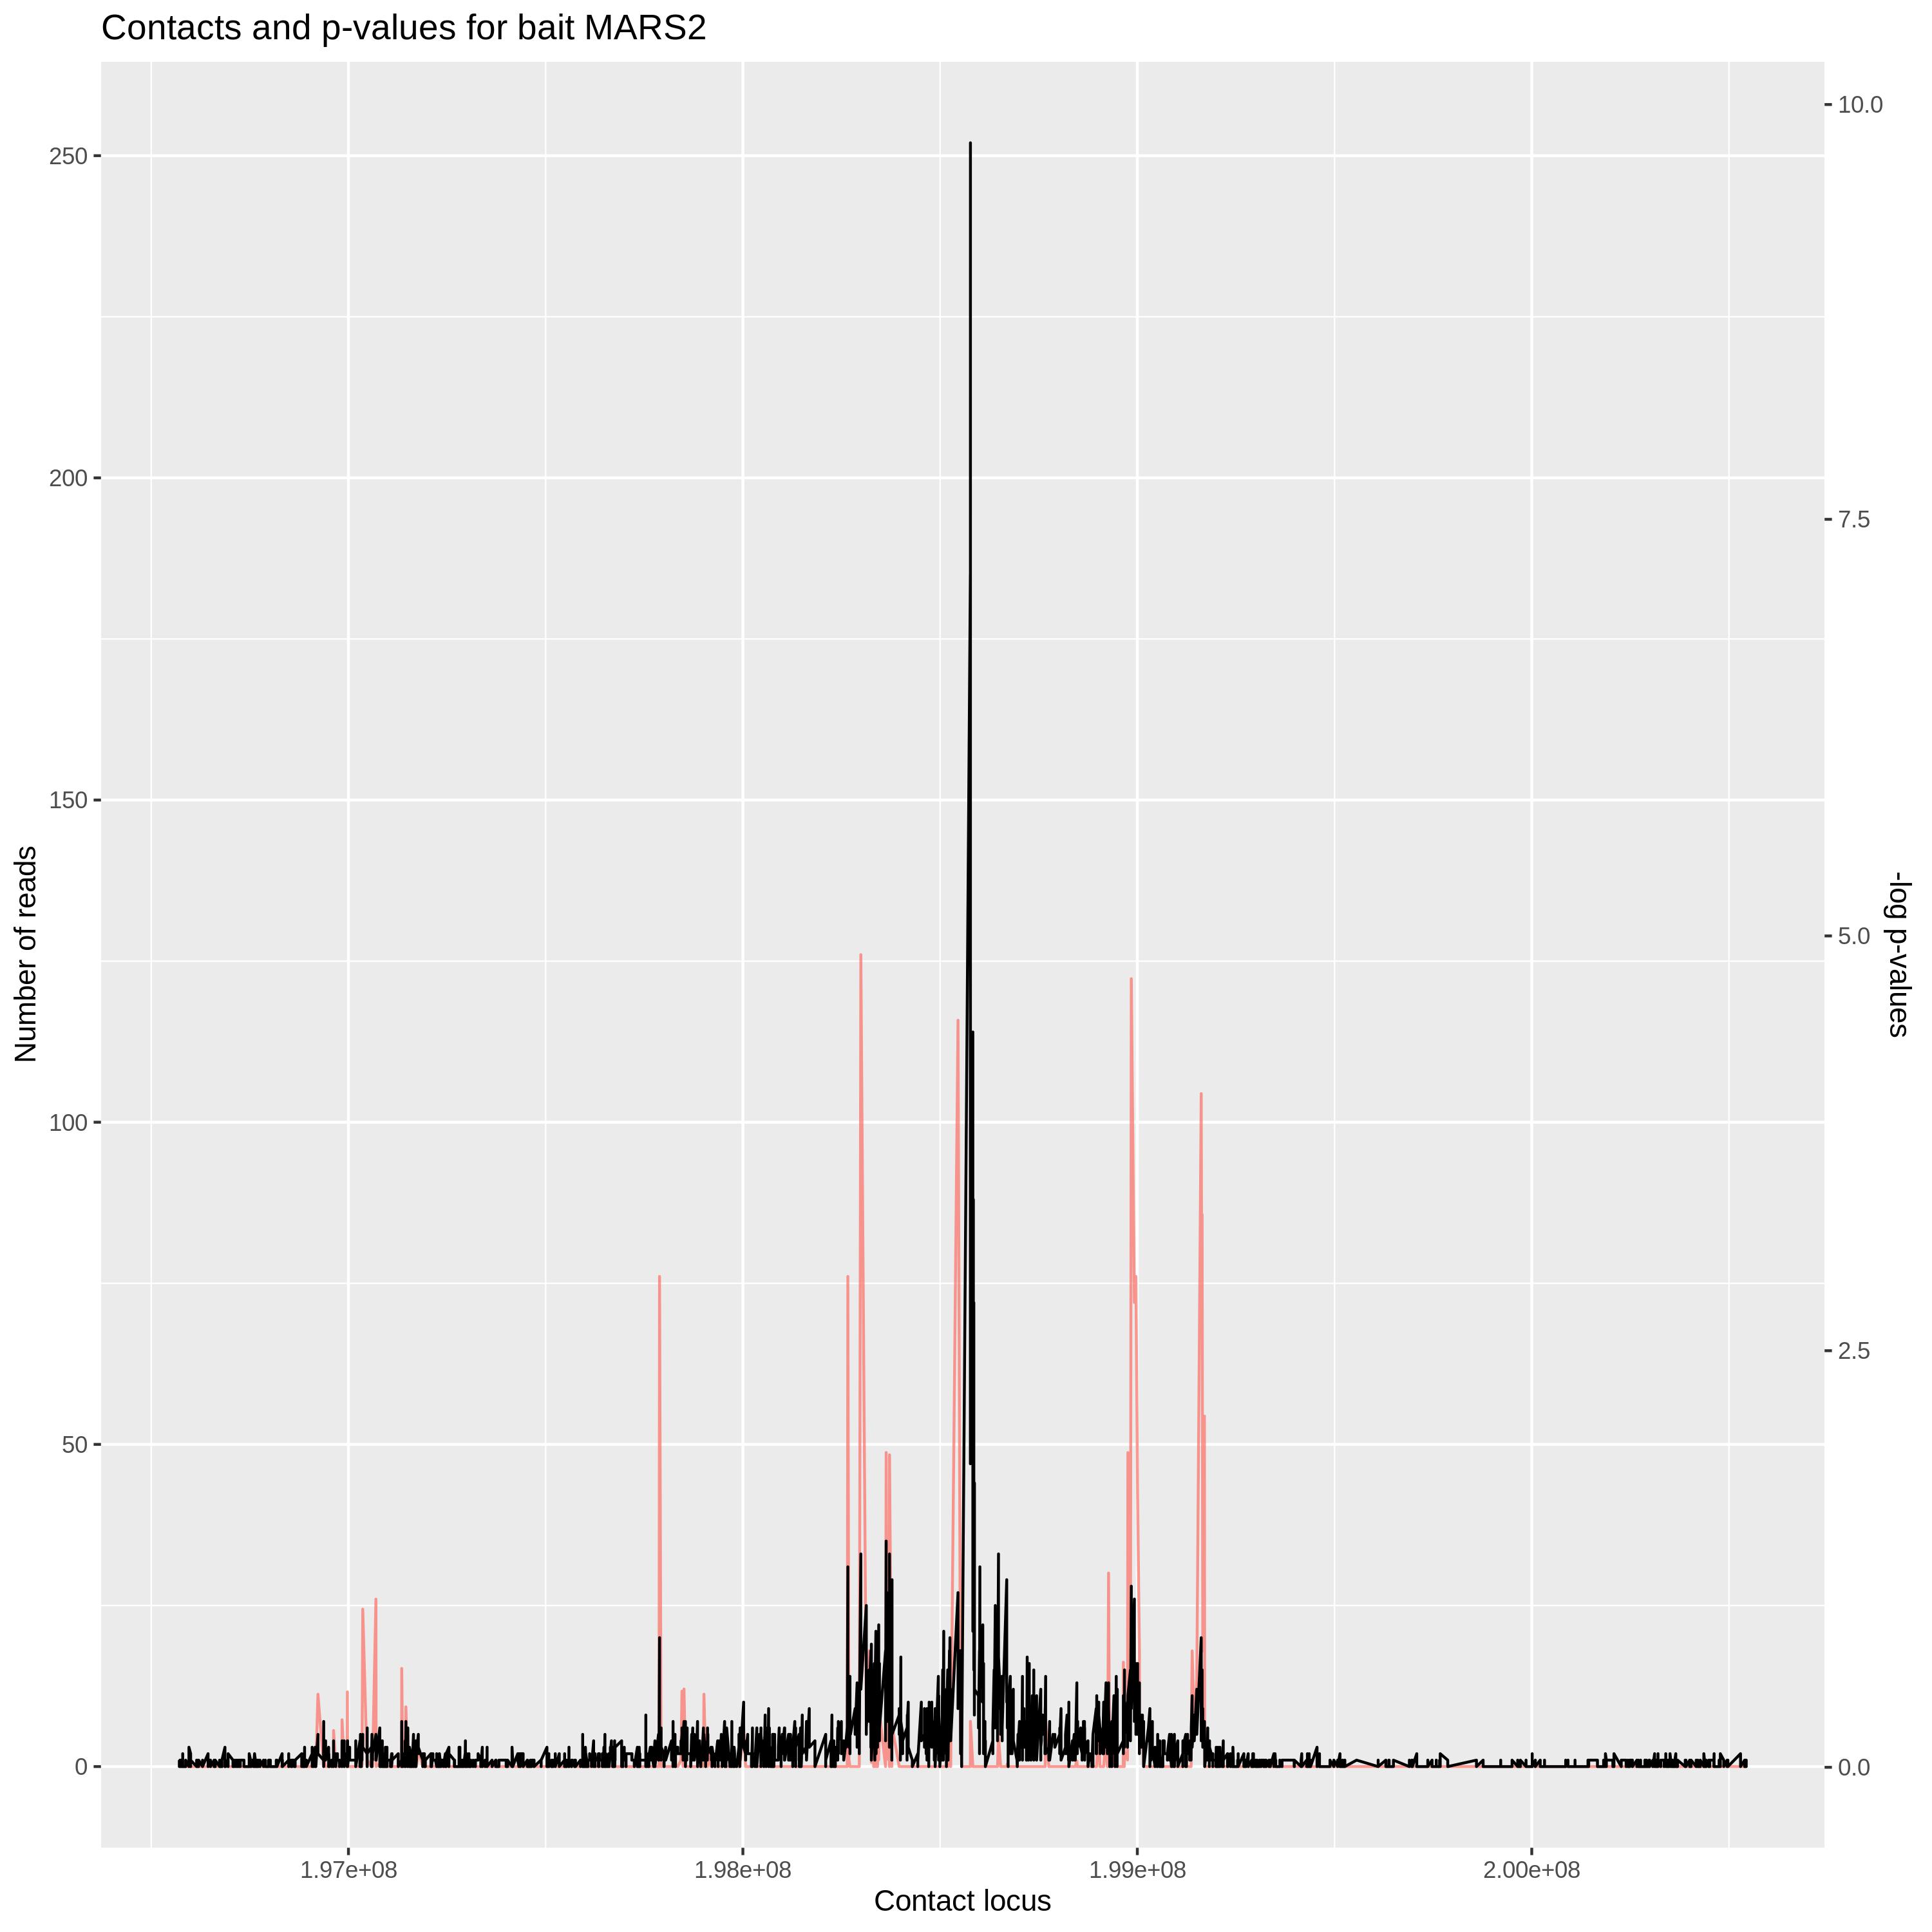 Contacts and p-values for bait MARS2
Number of reads
250
200
150
100
50
0
10.0
7.5
5.0
2.5
0.0
-log p-values
1.97e+08
1.98e+08
1.99e+08
2.00e+08
Contact locus